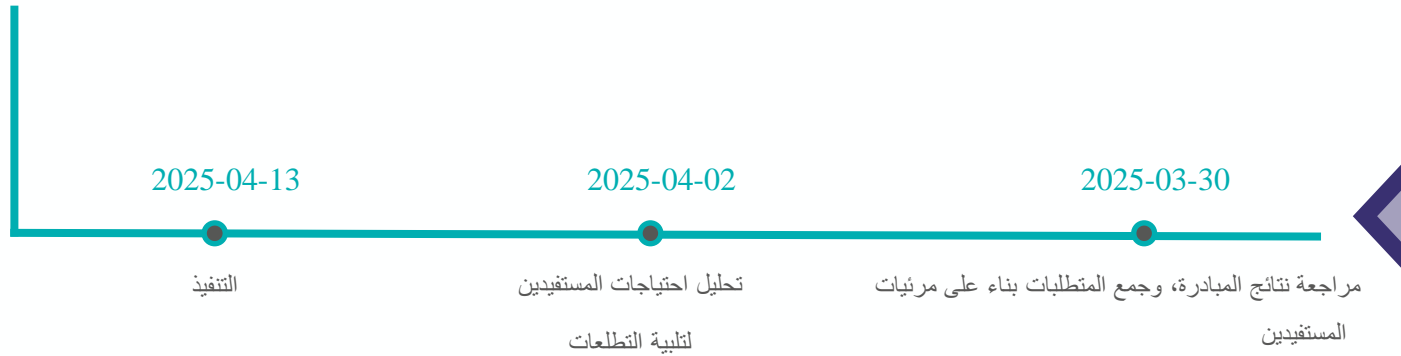 2025-03-30
مراجعة نتائج المبادرة، وجمع المتطلبات بناء على مرئيات
المستفيدين
2025-04-02
تحليل احتياجات المستفيدين
لتلبية التطلعات
2025-04-13
التنفيذ